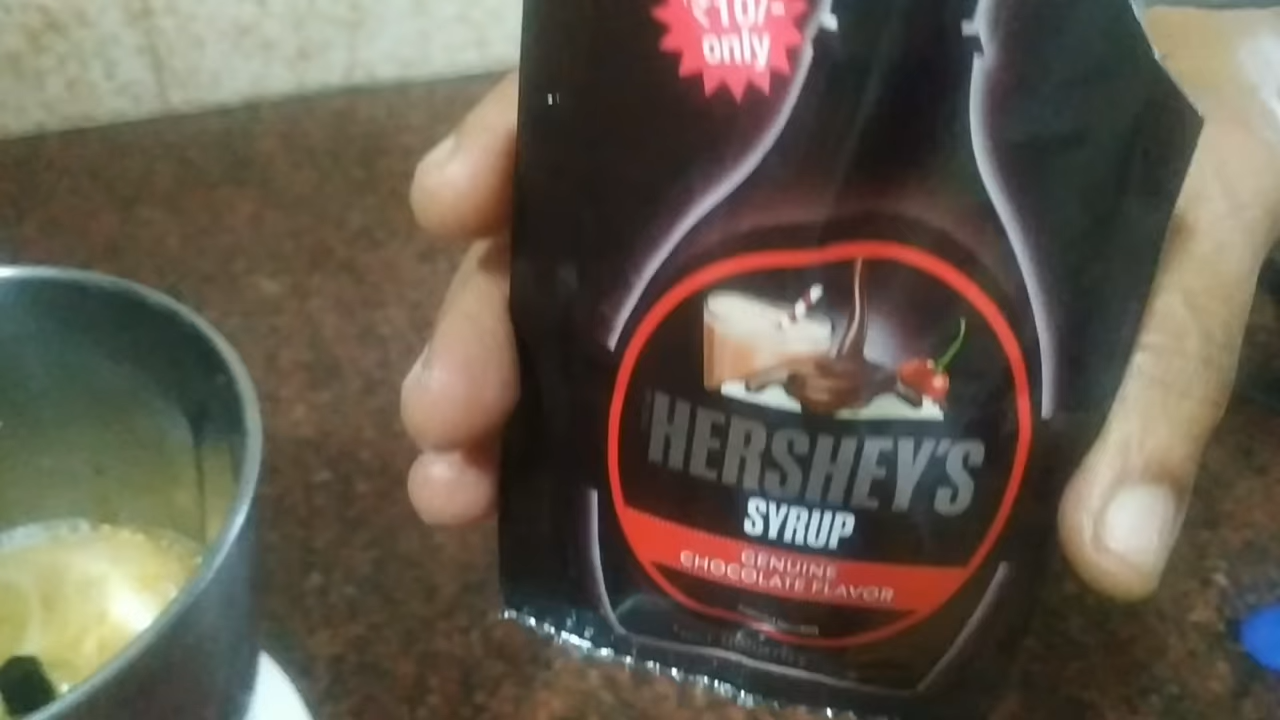 ₹10/-
only
HERSHEY'S
SYRUP
GENUINE
CHOCOLATE FLAVOR